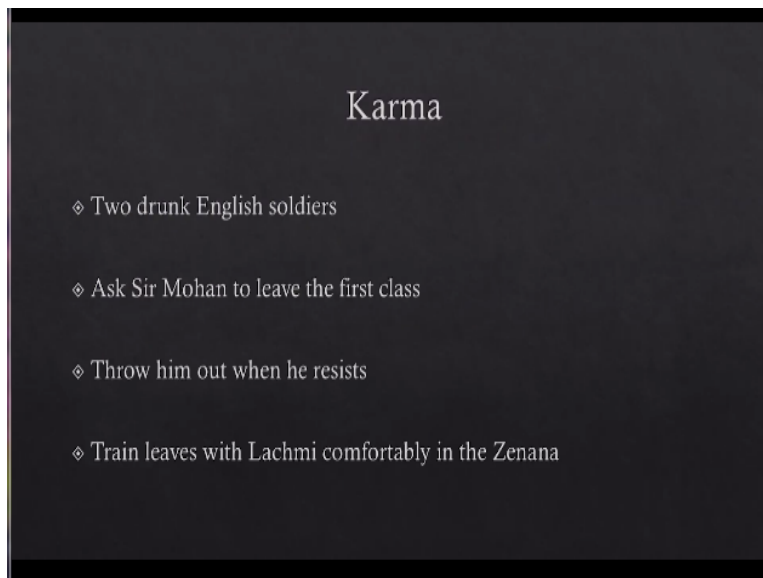 Karma
Two drunk English soldiers
Ask Sir Mohan to leave the first class
Throw him out when he resists
Train leaves with Lachmi comfortably in the Zenana